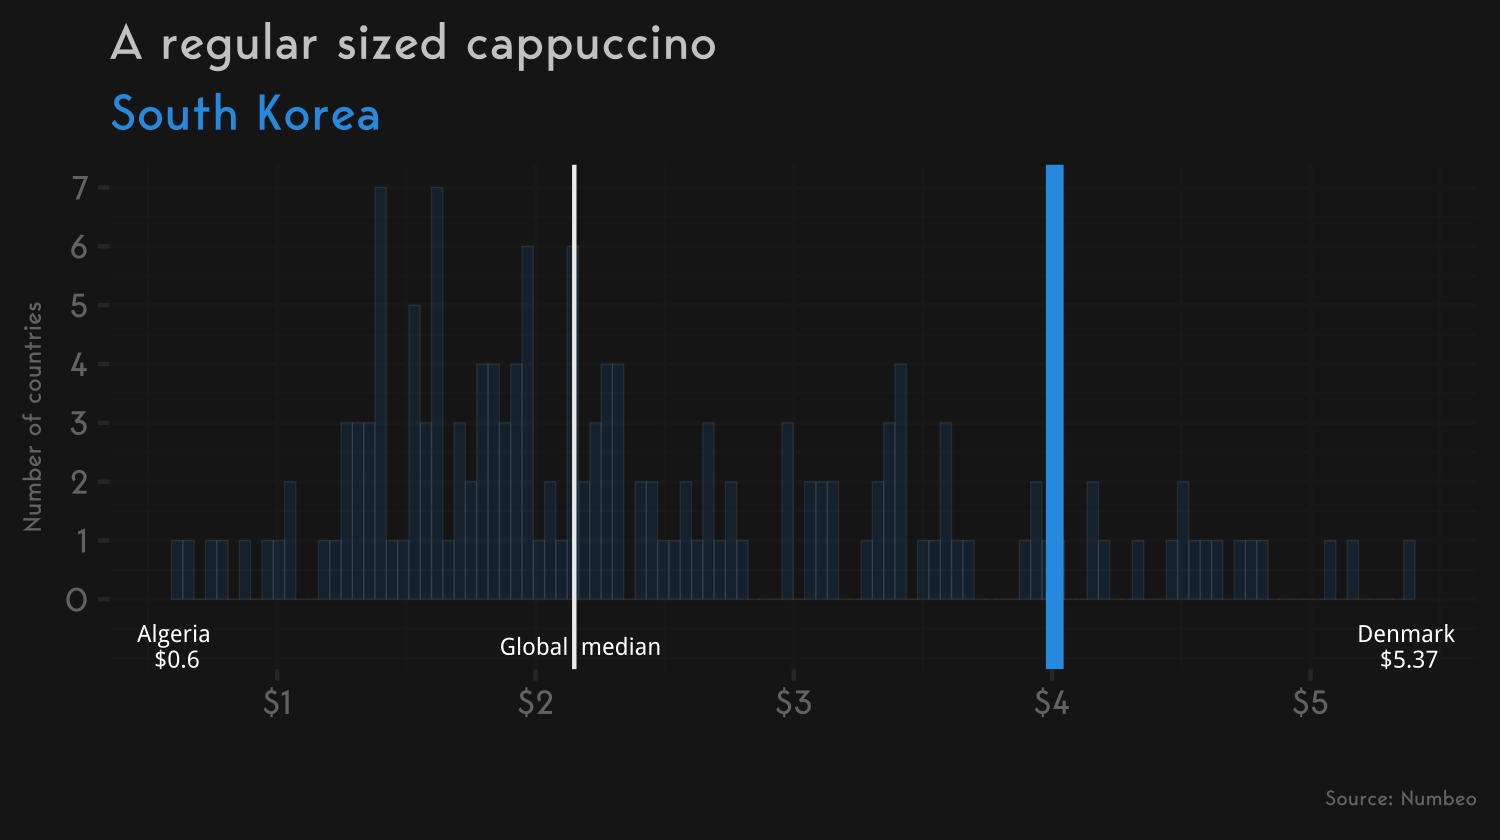 A regular sized cappuccino
South Korea
Number of countries
7
6
5
4
3
2
1
0
Algeria
$0.6
Global median
Denmark
$5.37
$1 $2 $3 $4 $5
Source: Numbeo